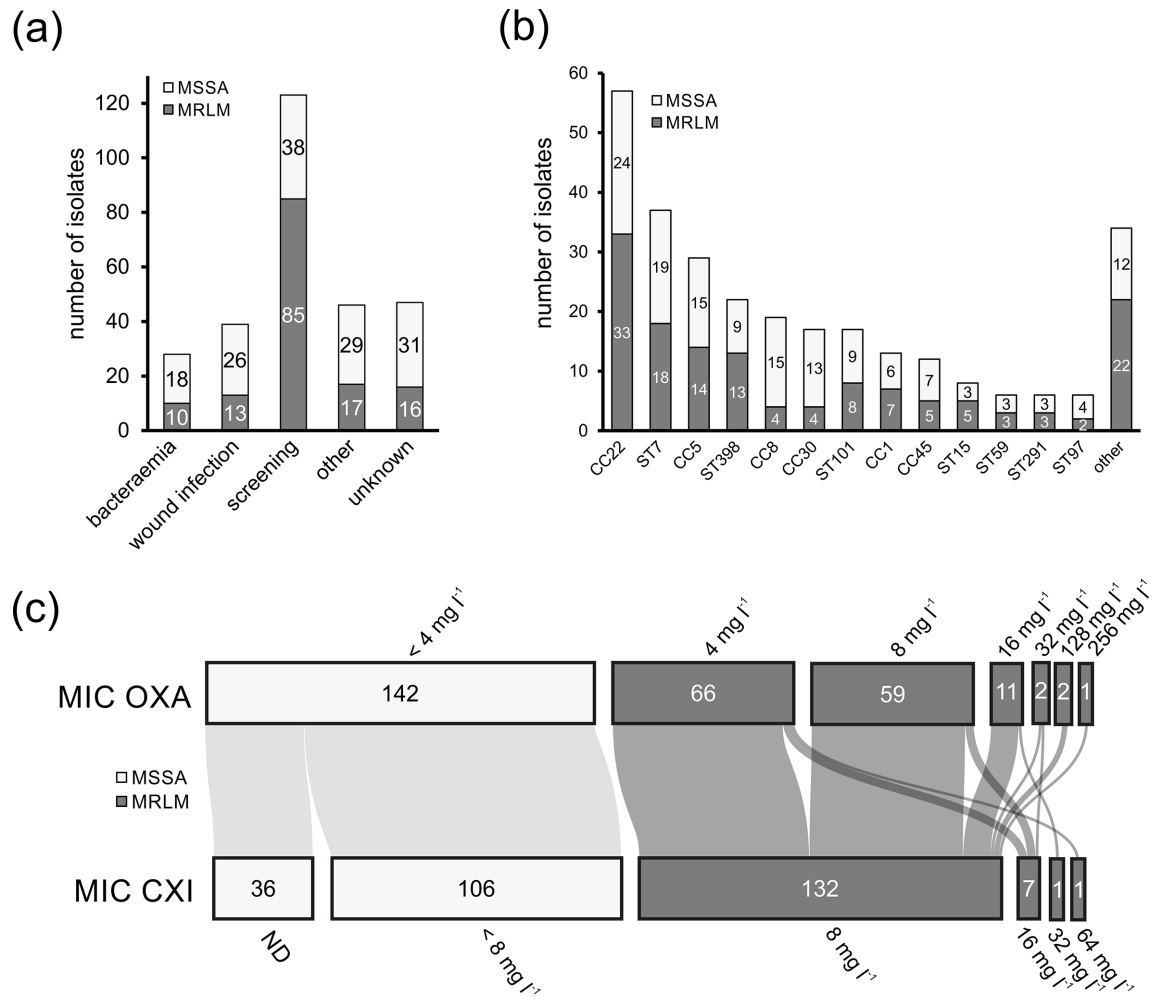 (a)
number of isolates
120
100
80
60
40
20
0
MSSA
MRLM
18
10
26
13
38
85
29
17
31
16
bacteraemia
wound infection
screening
other
unknown
(b)
number of isolates
60
50
40
30
20
10
0
MSSA
MRLM
24
33
19
18
15
14
9
13
15
4
13
4
9
8
6
7
7
5
3
5
3
3
3
3
4
2
12
22
CC22
ST7
CC5
ST398
CC8
CC30
ST101
CC1
CC45
ST15
ST59
ST291
ST97
other
(c)
< 4 mg l⁻¹
4 mg l⁻¹
8 mg l⁻¹
16 mg l⁻¹
32 mg l⁻¹
128 mg l⁻¹
256 mg l⁻¹
MIC OXA
142
66
59
11
2
2
1
MSSA
MRLM
MIC CXI
36
106
132
7
1
1
ND
< 8 mg l⁻¹
8 mg l⁻¹
16 mg l⁻¹
32 mg l⁻¹
64 mg l⁻¹